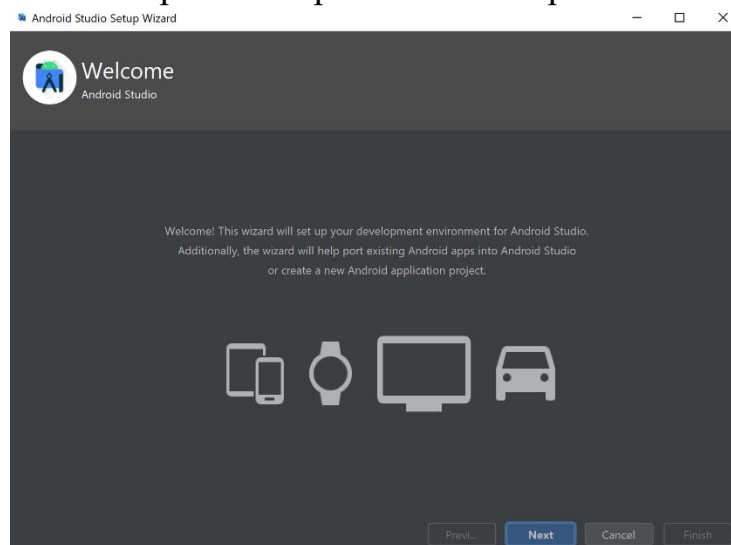 Android Studio Setup Wizard
Welcome
Android Studio
Welcome! This wizard will set up your development environment for Android Studio.
Additionally, the wizard will help port existing Android apps into Android Studio
or create a new Android application project.
Previ... Next Cancel Finish